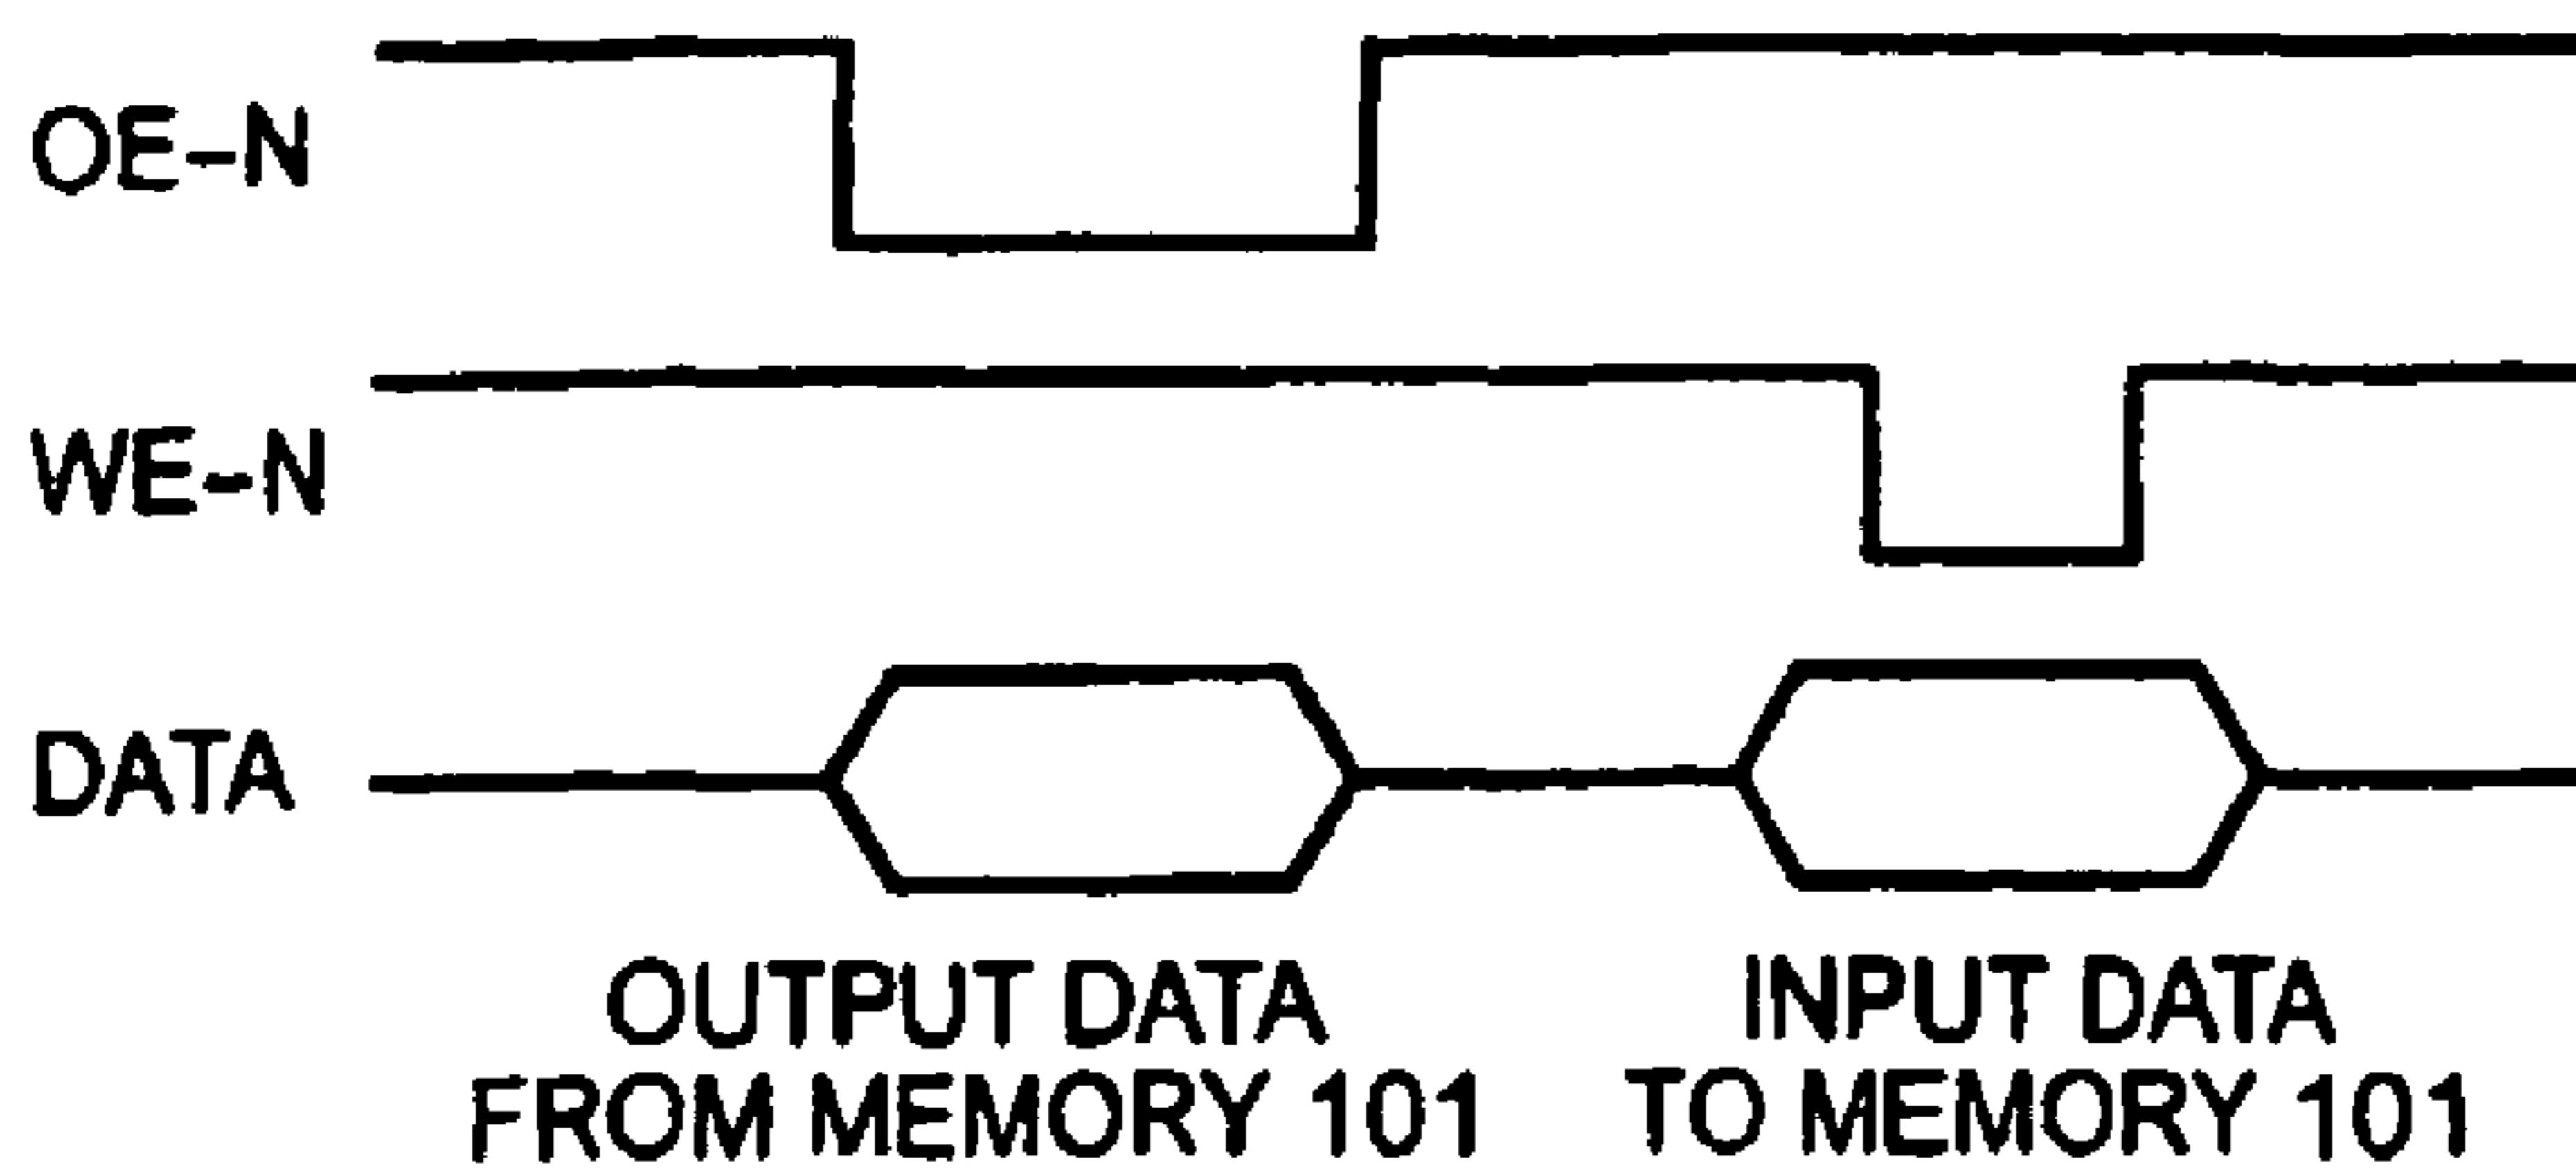 OE-N
WE-N
DATA
OUTPUT DATA
FROM MEMORY 101
INPUT DATA
TO MEMORY 101